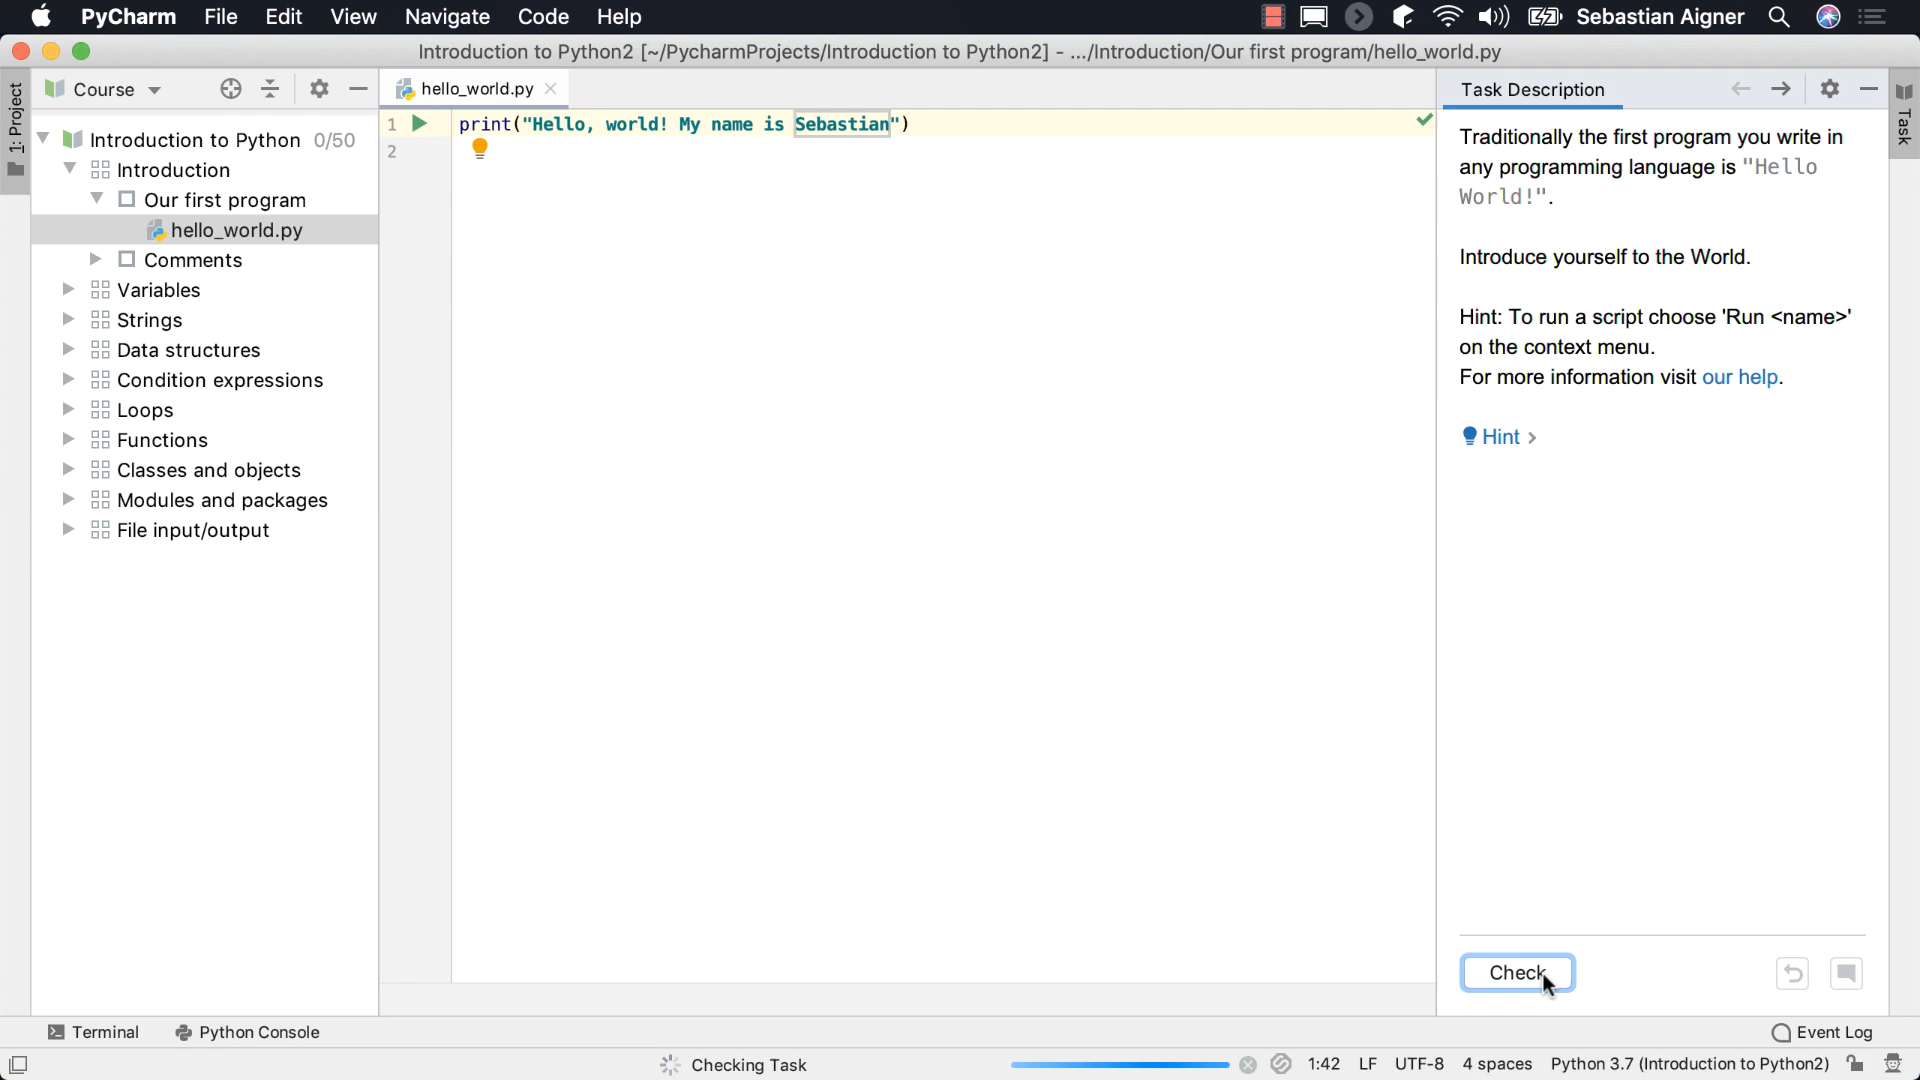 PyCharm File Edit View Navigate Code Help Sebastian Aigner
Introduction to Python2 [~/PycharmProjects/Introduction to Python2] - .../Introduction/Our first program/hello_world.py
1: Project
Course
hello_world.py
Task Description
Task
Introduction to Python 0/50
Introduction
Our first program
hello_world.py
Comments
Variables
Strings
Data structures
Condition expressions
Loops
Functions
Classes and objects
Modules and packages
File input/output
1 print("Hello, world! My name is Sebastian")
2
Traditionally the first program you write in
any programming language is "Hello
World!".
Introduce yourself to the World.
Hint: To run a script choose 'Run <name>'
on the context menu.
For more information visit our help.
Hint
Check
Terminal Python Console Event Log
Checking Task 1:42 LF UTF-8 4 spaces Python 3.7 (Introduction to Python2)